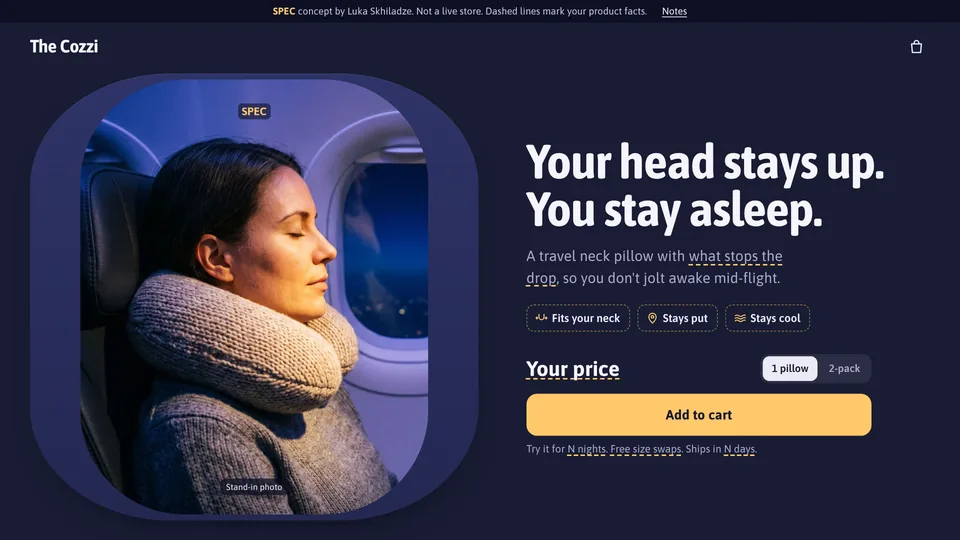 SPEC concept by Luka Skhiladze. Not a live store. Dashed lines mark your product facts. Notes
The Cozzi
SPEC
Stand-in photo
Your head stays up.
You stay asleep.
A travel neck pillow with what stops the
drop, so you don't jolt awake mid-flight.
Fits your neck
Stays put
Stays cool
Your price
1 pillow
2-pack
Add to cart
Try it for N nights. Free size swaps. Ships in N days.